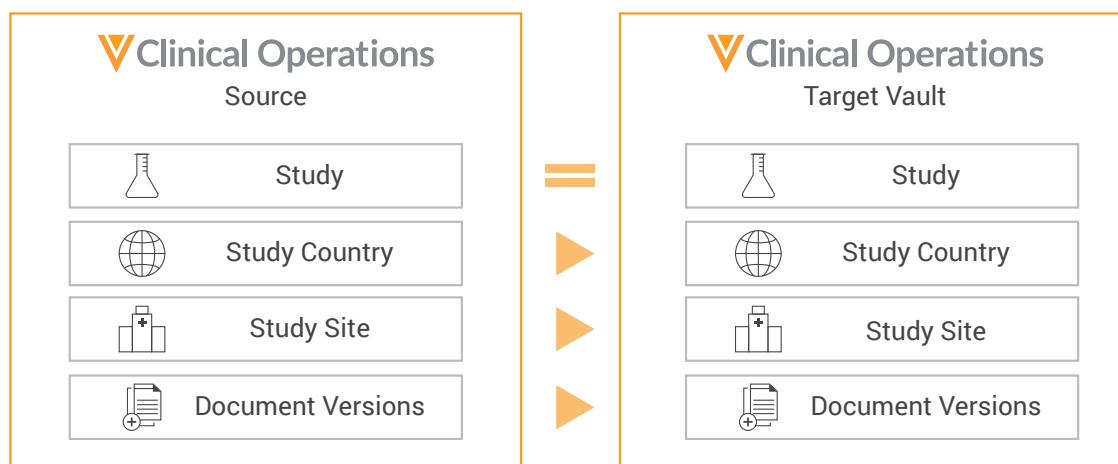 Clinical Operations
Source
Study
Study Country
Study Site
Document Versions
Clinical Operations
Target Vault
Study
Study Country
Study Site
Document Versions